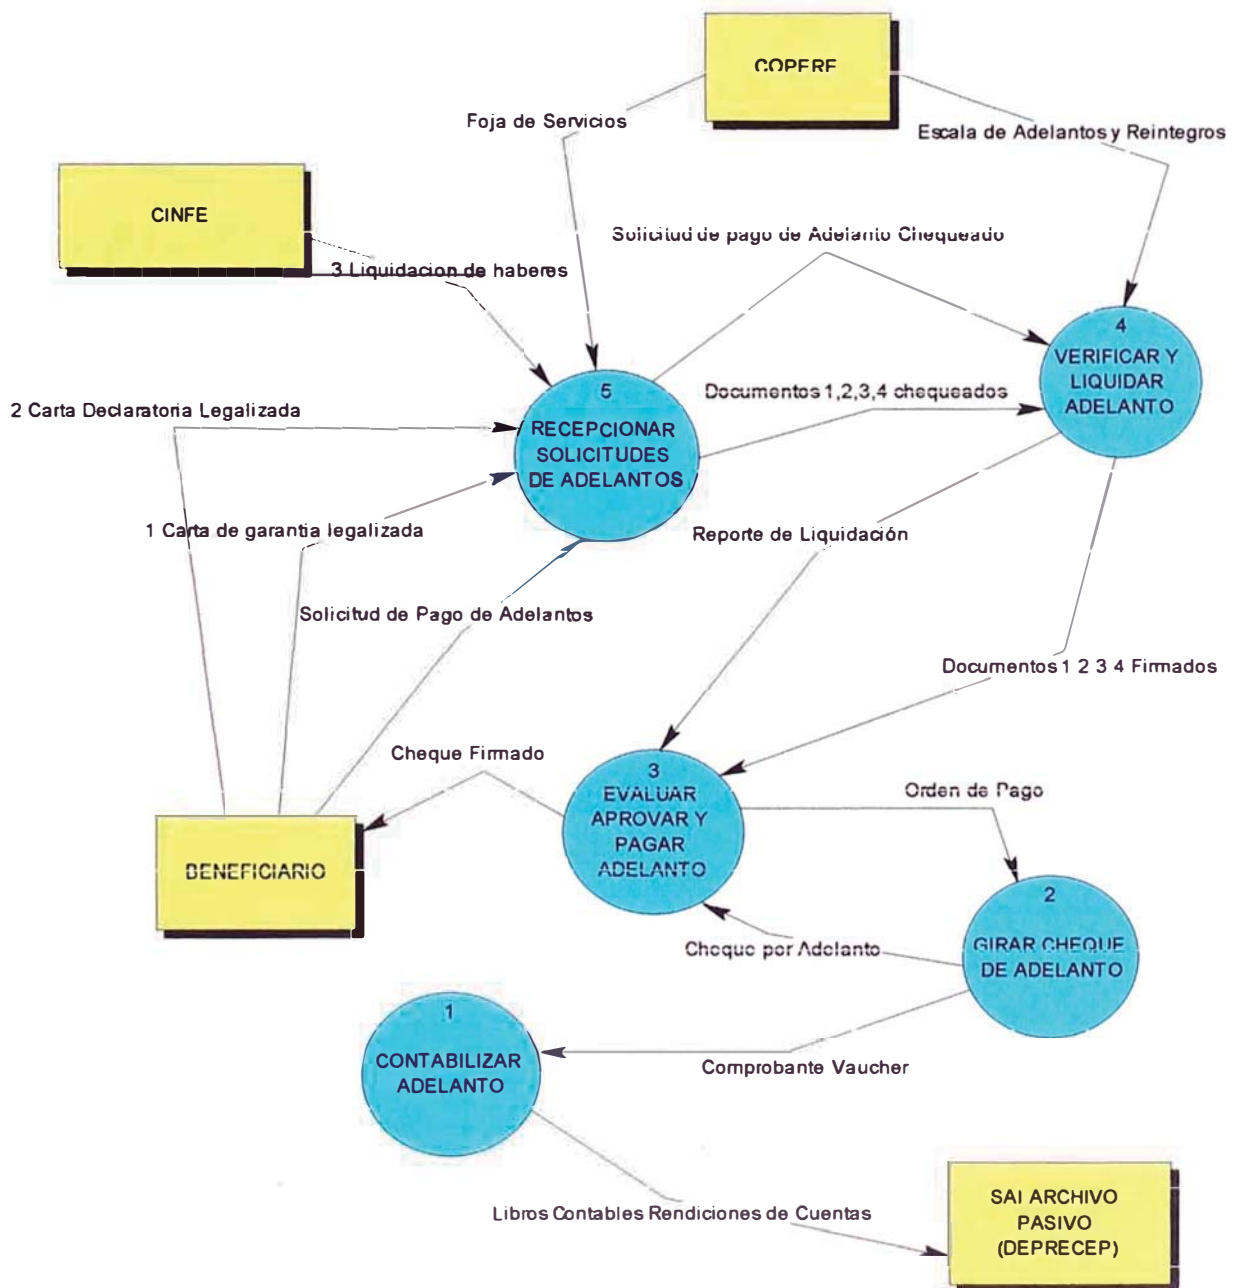 COPERE
Foja de Servicios
Escala de Adelantos y Reintegros
CINFE
Solicitud de pago de Adelanto Chequeado
3 Liquidacion de haberes
4
VERIFICAR Y
LIQUIDAR
ADELANTO
5
RECEPCIONAR
SOLICITUDES
DE ADELANTOS
Documentos 1,2,3,4 chequeados
2 Carta Declaratoria Legalizada
1 Carta de garantia legalizada
Reporte de Liquidación
Solicitud de Pago de Adelantos
Documentos 1 2 3 4 Firmados
Cheque Firmado
3
EVALUAR
APROVAR Y
PAGAR
ADELANTO
Orden de Pago
BENEFICIARIO
2
GIRAR CHEQUE
DE ADELANTO
Cheque por Adelanto
1
CONTABILIZAR
ADELANTO
Comprobante Vaucher
SAI ARCHIVO
PASIVO
(DEPRECEP)
Libros Contables Rendiciones de Cuentas